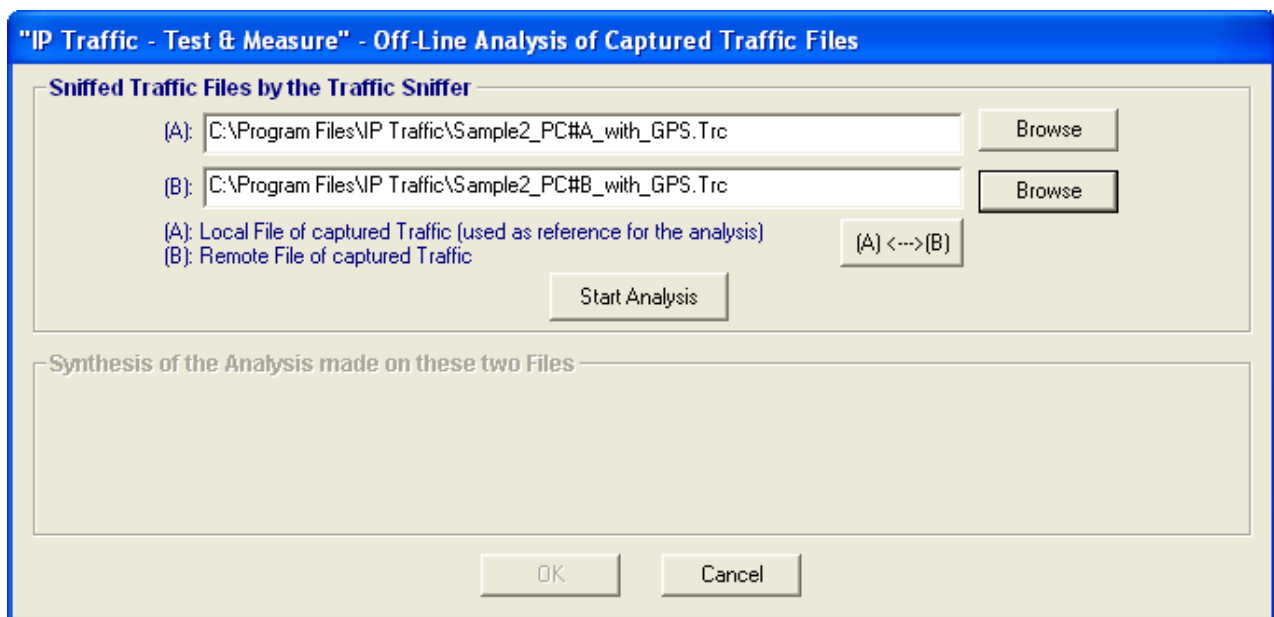 "IP Traffic - Test & Measure" - Off-Line Analysis of Captured Traffic Files
Sniffed Traffic Files by the Traffic Sniffer
(A): C:\Program Files\IP Traffic\Sample2_PC#A_with_GPS.Trc Browse
(B): C:\Program Files\IP Traffic\Sample2_PC#B_with_GPS.Trc Browse
(A): Local File of captured Traffic (used as reference for the analysis)
(B): Remote File of captured Traffic
(A) <--->(B)
Start Analysis
Synthesis of the Analysis made on these two Files
OK Cancel